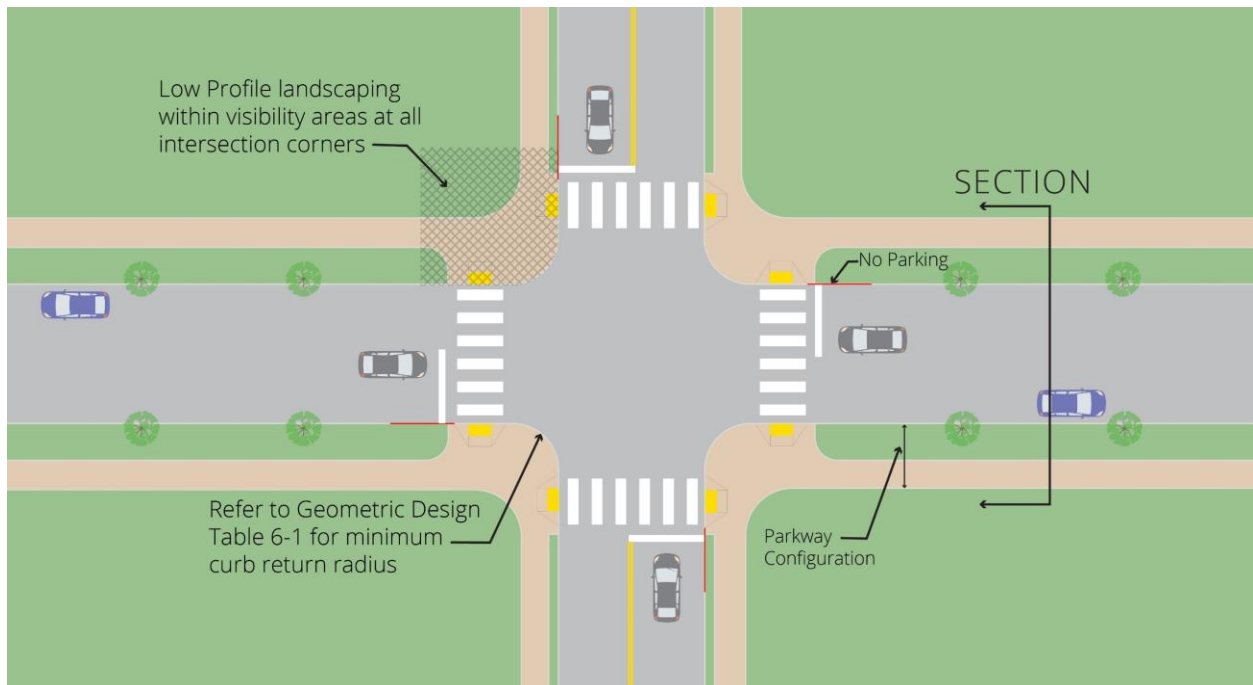 Low Profile landscaping
within visibility areas at all
intersection corners
SECTION
No Parking
Refer to Geometric Design
Table 6-1 for minimum
curb return radius
Parkway
Configuration